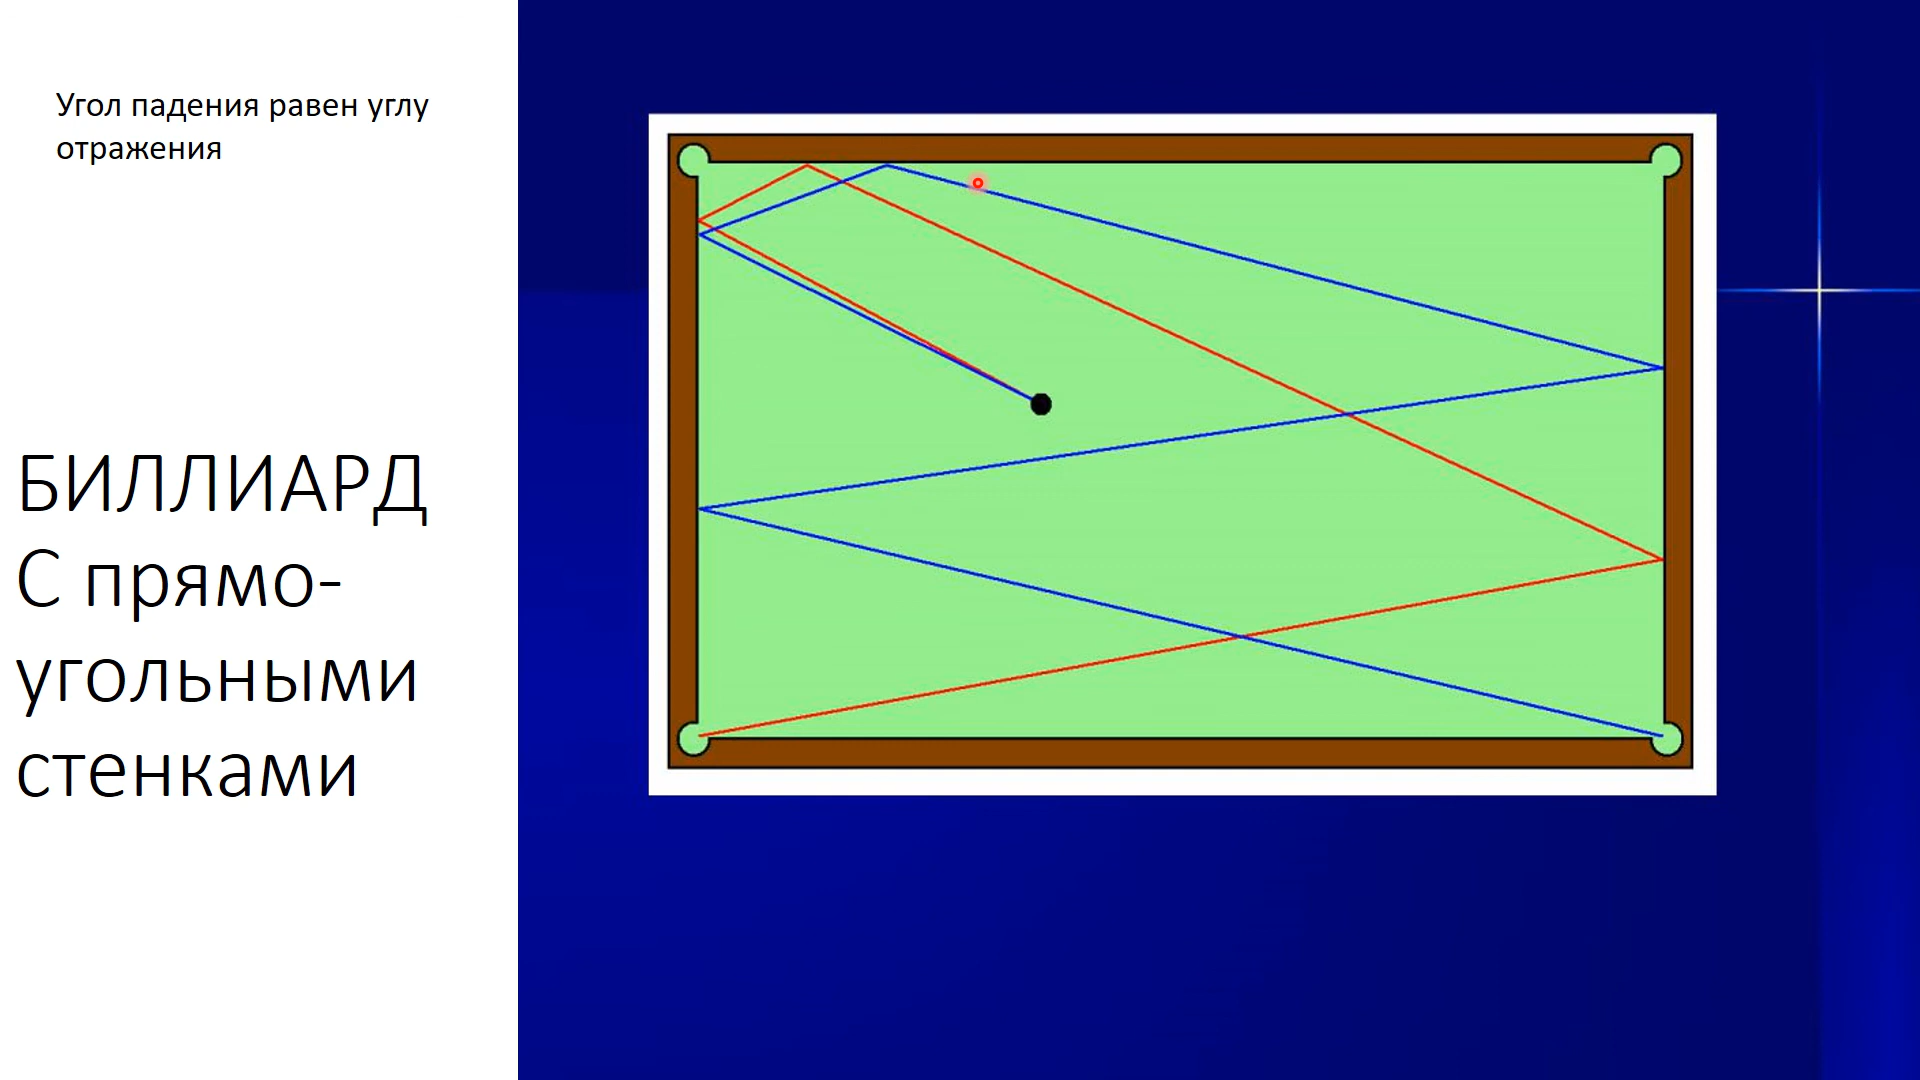 Угол падения равен углу
отражения
БИЛЛИАРД
С прямо-
угольными
стенками